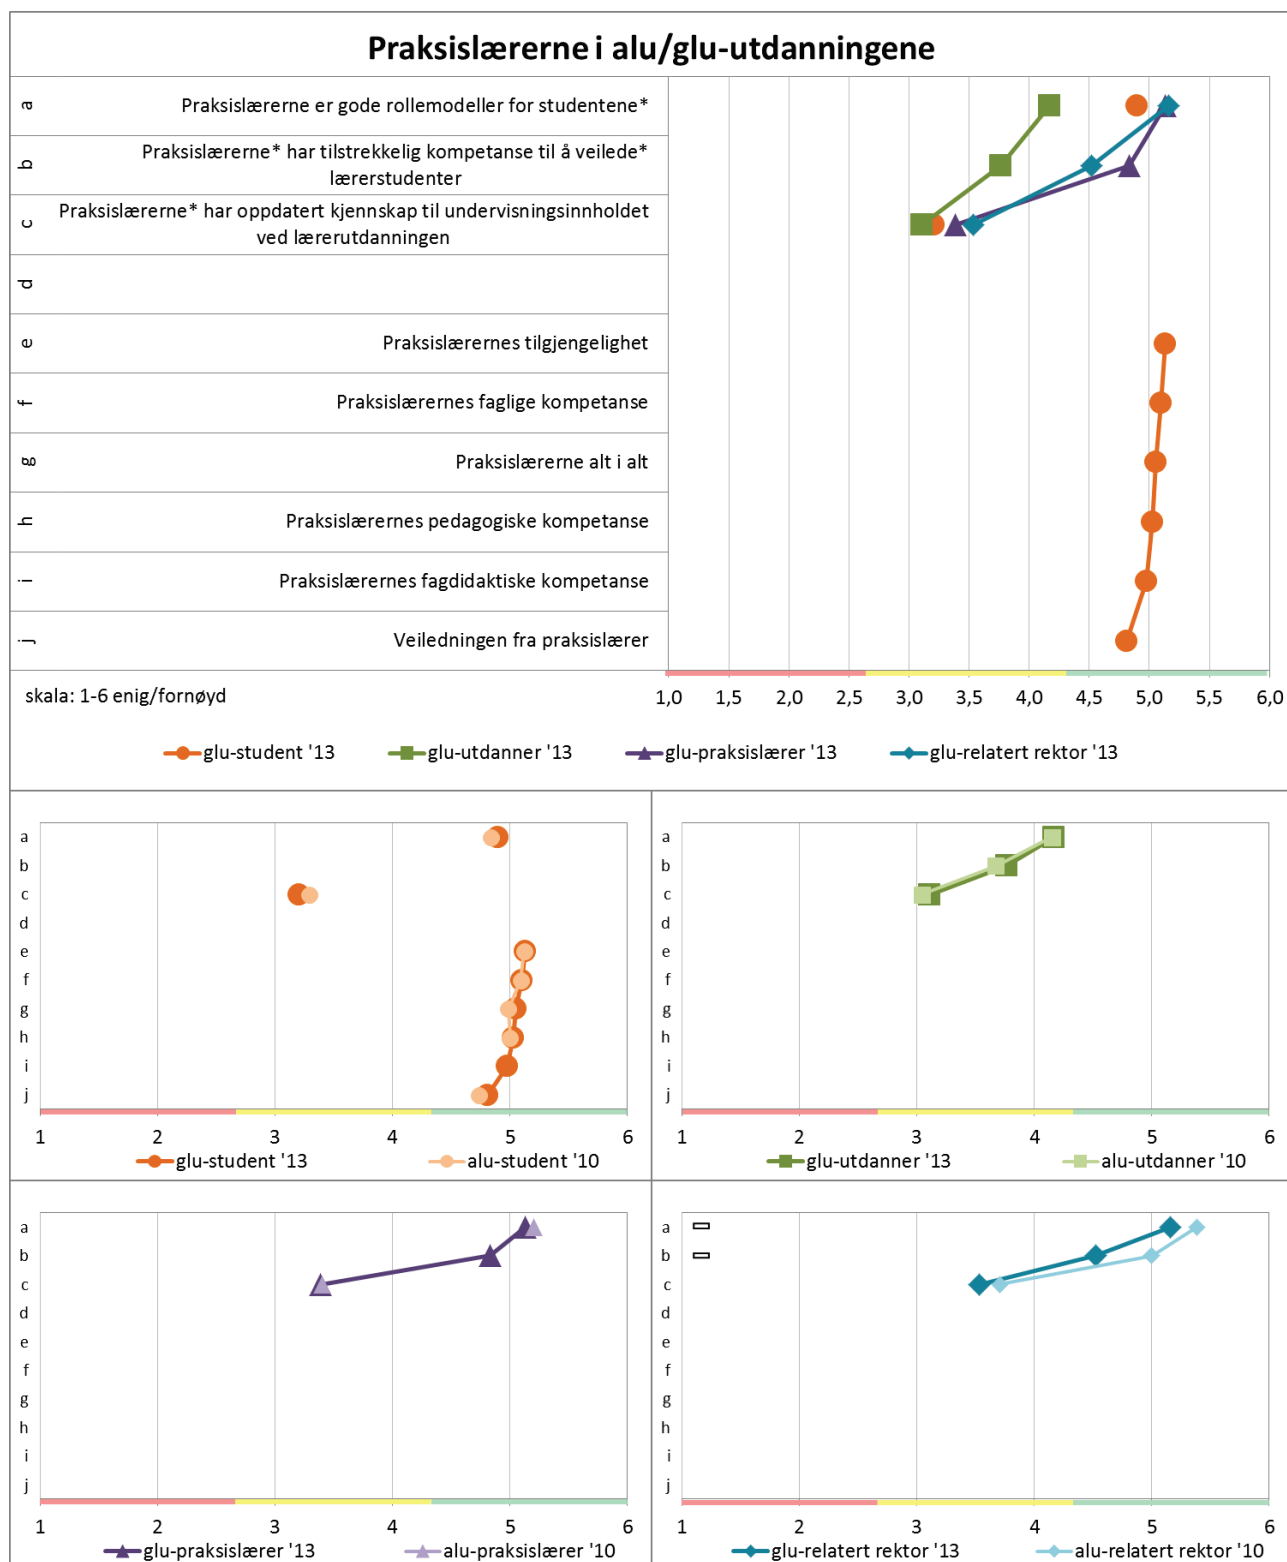 Praksislærerne i alu/glu-utdanningene
a
Praksislærerne er gode rollemodeller for studentene*
b
Praksislærerne* har tilstrekkelig kompetanse til å veilede*
lærerstudenter
c
Praksislærerne* har oppdatert kjennskap til undervisningsinnholdet
ved lærerutdanningen
d
e
Praksislærernes tilgjengelighet
f
Praksislærernes faglige kompetanse
g
Praksislærerne alt i alt
h
Praksislærernes pedagogiske kompetanse
i
Praksislærernes fagdidaktiske kompetanse
j
Veiledningen fra praksislærer
skala: 1-6 enig/fornøyd
1,0 1,5 2,0 2,5 3,0 3,5 4,0 4,5 5,0 5,5 6,0
glu-student '13 glu-utdanner '13 glu-praksislærer '13 glu-relatert rektor '13
a
b
c
d
e
f
g
h
i
j
1 2 3 4 5 6
glu-student '13 alu-student '10
a
b
c
d
e
f
g
h
i
j
1 2 3 4 5 6
glu-utdanner '13 alu-utdanner '10
a
b
c
d
e
f
g
h
i
j
1 2 3 4 5 6
glu-praksislærer '13 alu-praksislærer '10
a
b
c
d
e
f
g
h
i
j
1 2 3 4 5 6
glu-relatert rektor '13 alu-relatert rektor '10